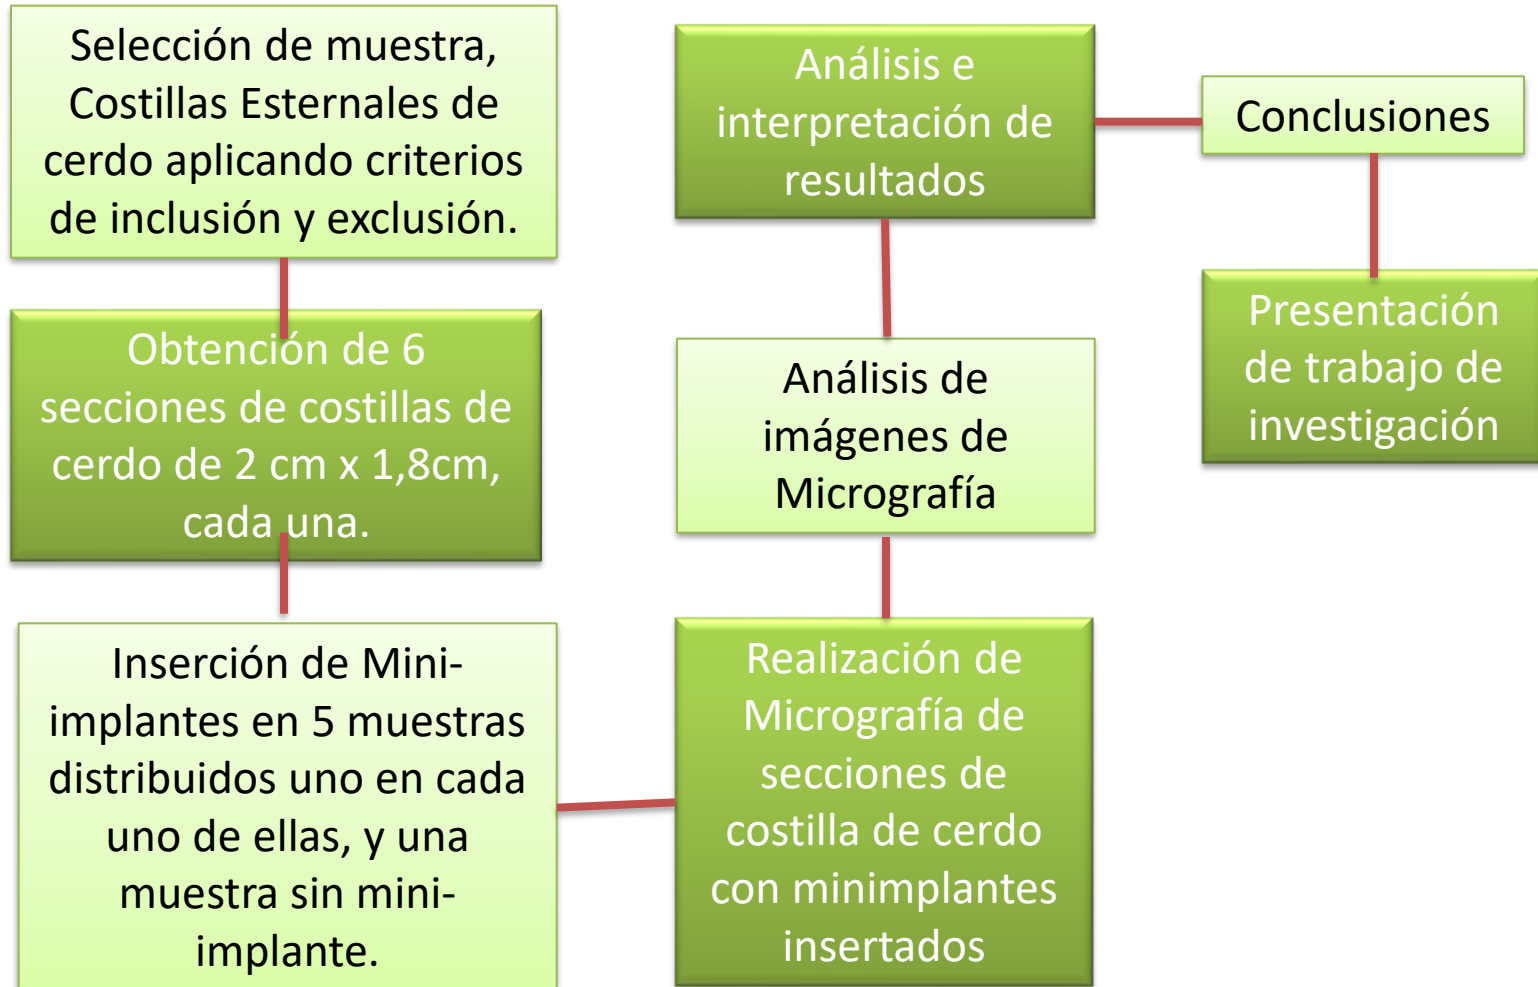 Selección de muestra,
Costillas Esternales de
cerdo aplicando criterios
de inclusión y exclusión.
Obtención de 6
secciones de costillas de
cerdo de 2 cm x 1,8cm,
cada una.
Inserción de Mini-
implantes en 5 muestras
distribuidos uno en cada
uno de ellas, y una
muestra sin mini-
implante.
Realización de
Micrografía de
secciones de
costilla de cerdo
con minimplantes
insertados
Análisis de
imágenes de
Micrografía
Análisis e
interpretación de
resultados
Conclusiones
Presentación
de trabajo de
investigación